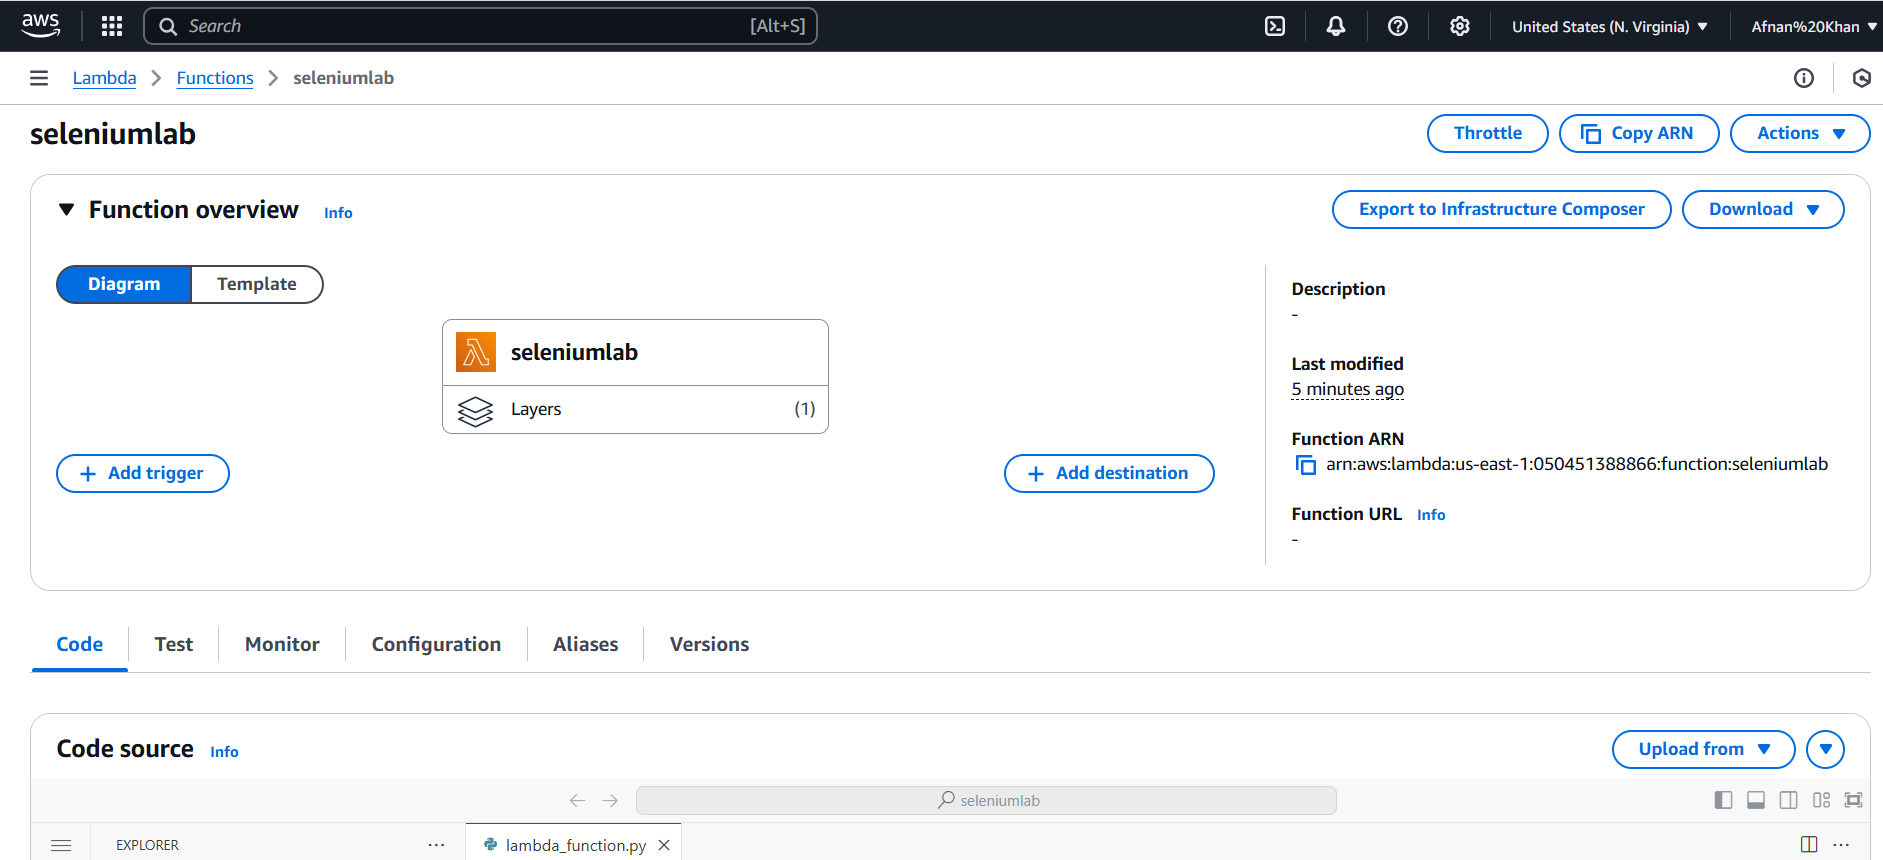 aws Search [Alt+S] United States (N. Virginia) Afnan%20Khan
Lambda Functions seleniumlab
seleniumlab Throttle Copy ARN Actions
Function overview Info Export to Infrastructure Composer Download
Diagram Template
seleniumlab
Layers (1)
+ Add trigger + Add destination
Description
-
Last modified
5 minutes ago
Function ARN
arn:aws:lambda:us-east-1:050451388866:function:seleniumlab
Function URL Info
-
Code Test Monitor Configuration Aliases Versions
Code source Info Upload from
seleniumlab
EXPLORER ... lambda_function.py ...